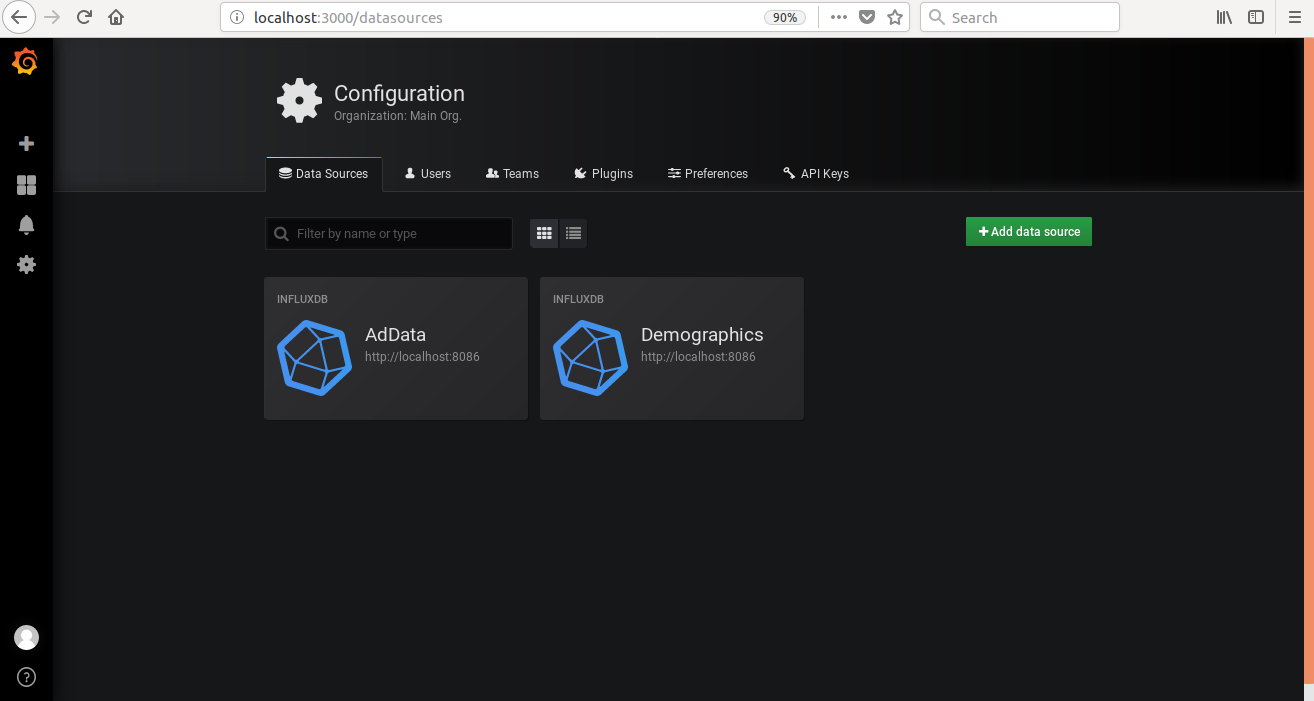 localhost:3000/datasources
90%
Search
Configuration
Organization: Main Org.
Data Sources
Users
Teams
Plugins
Preferences
API Keys
Filter by name or type
Add data source
INFLUXDB
AdData
http://localhost:8086
INFLUXDB
Demographics
http://localhost:8086